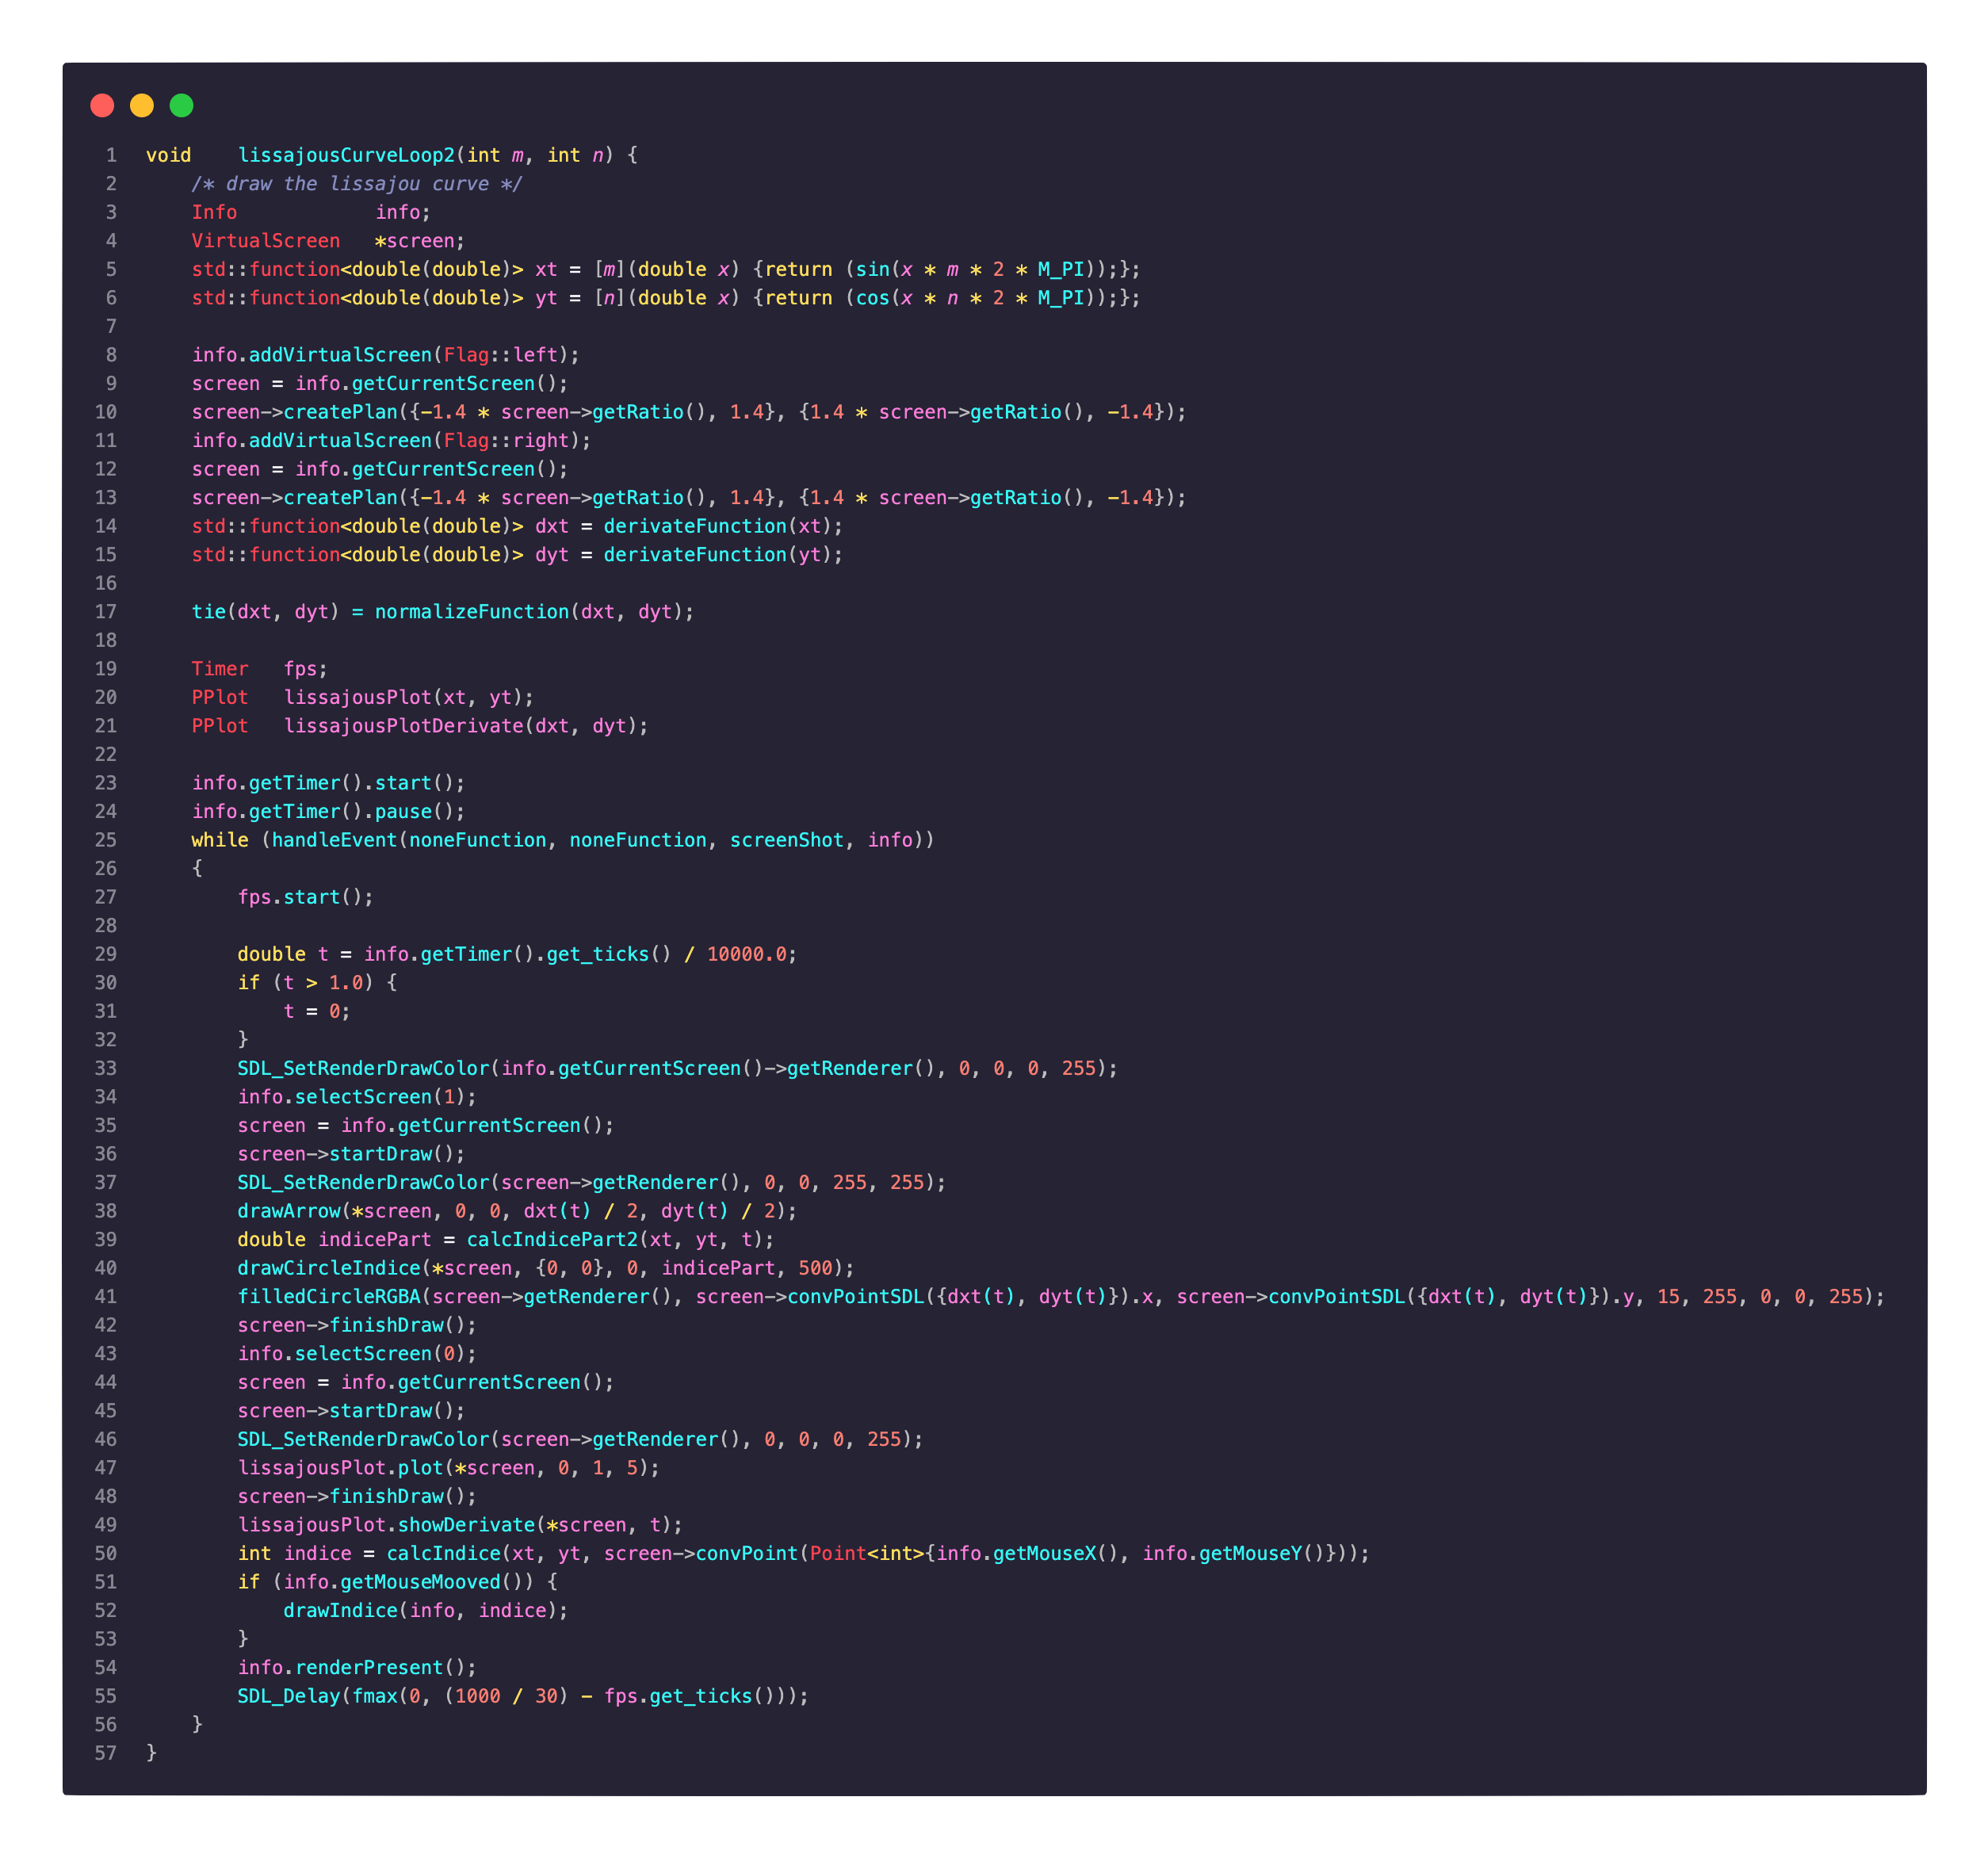 1 void    lissajousCurveLoop2(int m, int n) {
2     /* draw the lissajou curve */
3     Info            info;
4     VirtualScreen   *screen;
5     std::function<double(double)> xt = [m](double x) {return (sin(x * m * 2 * M_PI));};
6     std::function<double(double)> yt = [n](double x) {return (cos(x * n * 2 * M_PI));};
7
8     info.addVirtualScreen(Flag::left);
9     screen = info.getCurrentScreen();
10     screen->createPlan({-1.4 * screen->getRatio(), 1.4}, {1.4 * screen->getRatio(), -1.4});
11     info.addVirtualScreen(Flag::right);
12     screen = info.getCurrentScreen();
13     screen->createPlan({-1.4 * screen->getRatio(), 1.4}, {1.4 * screen->getRatio(), -1.4});
14     std::function<double(double)> dxt = derivateFunction(xt);
15     std::function<double(double)> dyt = derivateFunction(yt);
16
17     tie(dxt, dyt) = normalizeFunction(dxt, dyt);
18
19     Timer   fps;
20     PPlot   lissajousPlot(xt, yt);
21     PPlot   lissajousPlotDerivate(dxt, dyt);
22
23     info.getTimer().start();
24     info.getTimer().pause();
25     while (handleEvent(noneFunction, noneFunction, screenShot, info))
26     {
27         fps.start();
28
29         double t = info.getTimer().get_ticks() / 10000.0;
30         if (t > 1.0) {
31             t = 0;
32         }
33         SDL_SetRenderDrawColor(info.getCurrentScreen()->getRenderer(), 0, 0, 0, 255);
34         info.selectScreen(1);
35         screen = info.getCurrentScreen();
36         screen->startDraw();
37         SDL_SetRenderDrawColor(screen->getRenderer(), 0, 0, 255, 255);
38         drawArrow(*screen, 0, 0, dxt(t) / 2, dyt(t) / 2);
39         double indicePart = calcIndicePart2(xt, yt, t);
40         drawCircleIndice(*screen, {0, 0}, 0, indicePart, 500);
41         filledCircleRGBA(screen->getRenderer(), screen->convPointSDL({dxt(t), dyt(t)}).x, screen->convPointSDL({dxt(t), dyt(t)}).y, 15, 255, 0, 0, 255);
42         screen->finishDraw();
43         info.selectScreen(0);
44         screen = info.getCurrentScreen();
45         screen->startDraw();
46         SDL_SetRenderDrawColor(screen->getRenderer(), 0, 0, 0, 255);
47         lissajousPlot.plot(*screen, 0, 1, 5);
48         screen->finishDraw();
49         lissajousPlot.showDerivate(*screen, t);
50         int indice = calcIndice(xt, yt, screen->convPoint(Point<int>{info.getMouseX(), info.getMouseY()}));
51         if (info.getMouseMooved()) {
52             drawIndice(info, indice);
53         }
54         info.renderPresent();
55         SDL_Delay(fmax(0, (1000 / 30) - fps.get_ticks()));
56     }
57 }